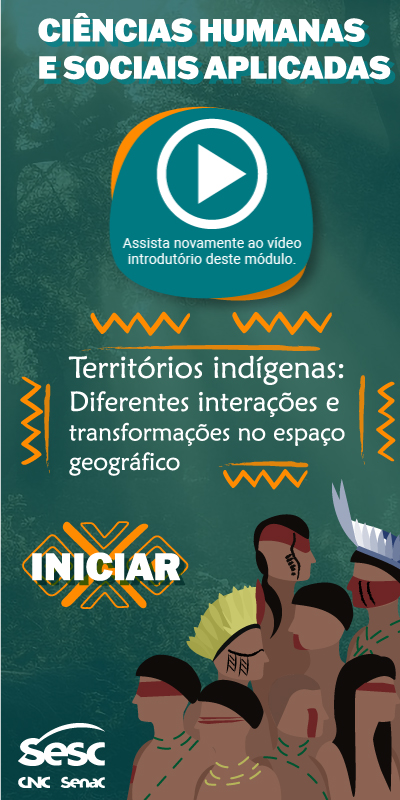 CIÊNCIAS HUMANAS
E SOCIAIS APLICADAS
Assista novamente ao vídeo
introdutório deste módulo.
Territórios indígenas:
Diferentes interações e
transformações no espaço
geográfico
INICIAR
Sesc
CNC Senac